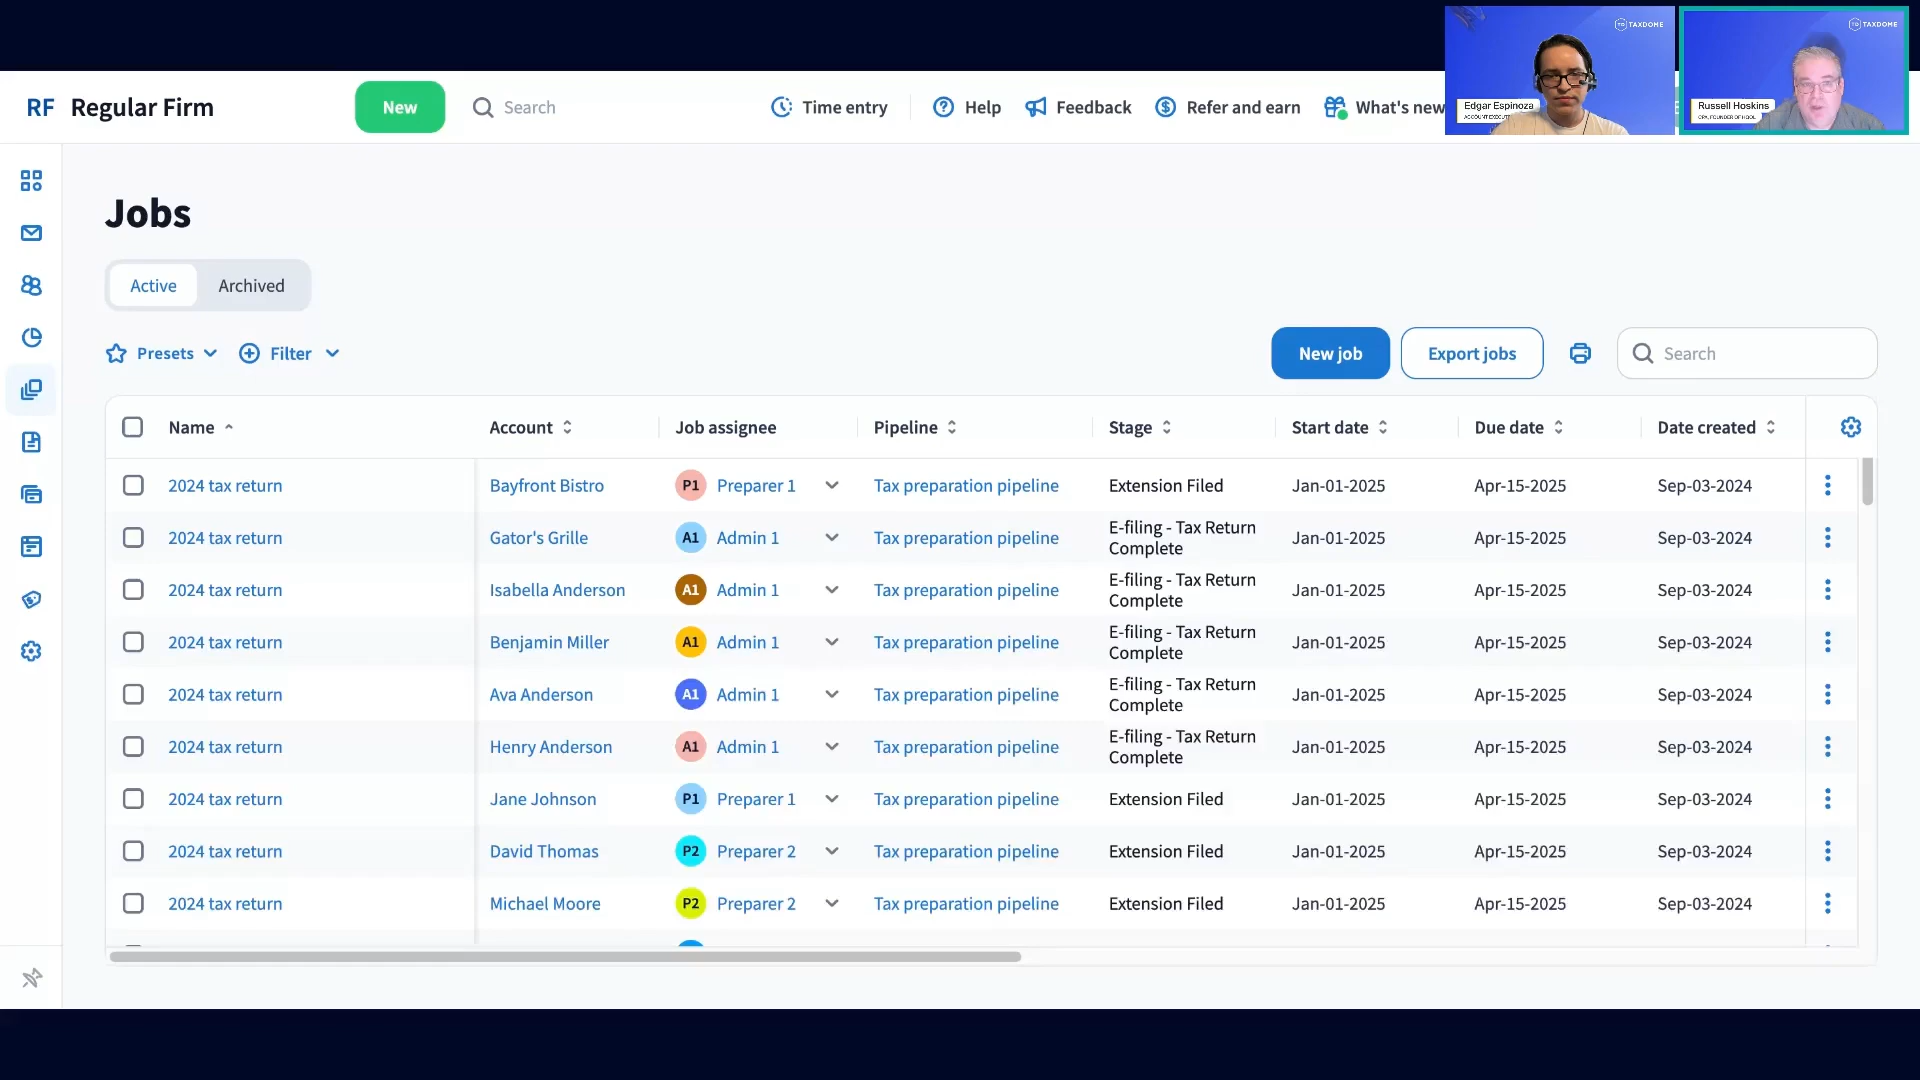 TAXDOME
TAXDOME
Edgar Espinoza
Russell Hoskins
RF Regular Firm
New
Search
Time entry
Help
Feedback
Refer and earn
What's new
Jobs
Active
Archived
Presets
Filter
New job
Export jobs
Search
Name Account Job assignee Pipeline Stage Start date Due date Date created
2024 tax return Bayfront Bistro P1 Preparer 1 Tax preparation pipeline Extension Filed Jan-01-2025 Apr-15-2025 Sep-03-2024
2024 tax return Gator's Grille A1 Admin 1 Tax preparation pipeline E-filing - Tax Return
Complete Jan-01-2025 Apr-15-2025 Sep-03-2024
2024 tax return Isabella Anderson A1 Admin 1 Tax preparation pipeline E-filing - Tax Return
Complete Jan-01-2025 Apr-15-2025 Sep-03-2024
2024 tax return Benjamin Miller A1 Admin 1 Tax preparation pipeline E-filing - Tax Return
Complete Jan-01-2025 Apr-15-2025 Sep-03-2024
2024 tax return Ava Anderson A1 Admin 1 Tax preparation pipeline E-filing - Tax Return
Complete Jan-01-2025 Apr-15-2025 Sep-03-2024
2024 tax return Henry Anderson A1 Admin 1 Tax preparation pipeline E-filing - Tax Return
Complete Jan-01-2025 Apr-15-2025 Sep-03-2024
2024 tax return Jane Johnson P1 Preparer 1 Tax preparation pipeline Extension Filed Jan-01-2025 Apr-15-2025 Sep-03-2024
2024 tax return David Thomas P2 Preparer 2 Tax preparation pipeline Extension Filed Jan-01-2025 Apr-15-2025 Sep-03-2024
2024 tax return Michael Moore P2 Preparer 2 Tax preparation pipeline Extension Filed Jan-01-2025 Apr-15-2025 Sep-03-2024